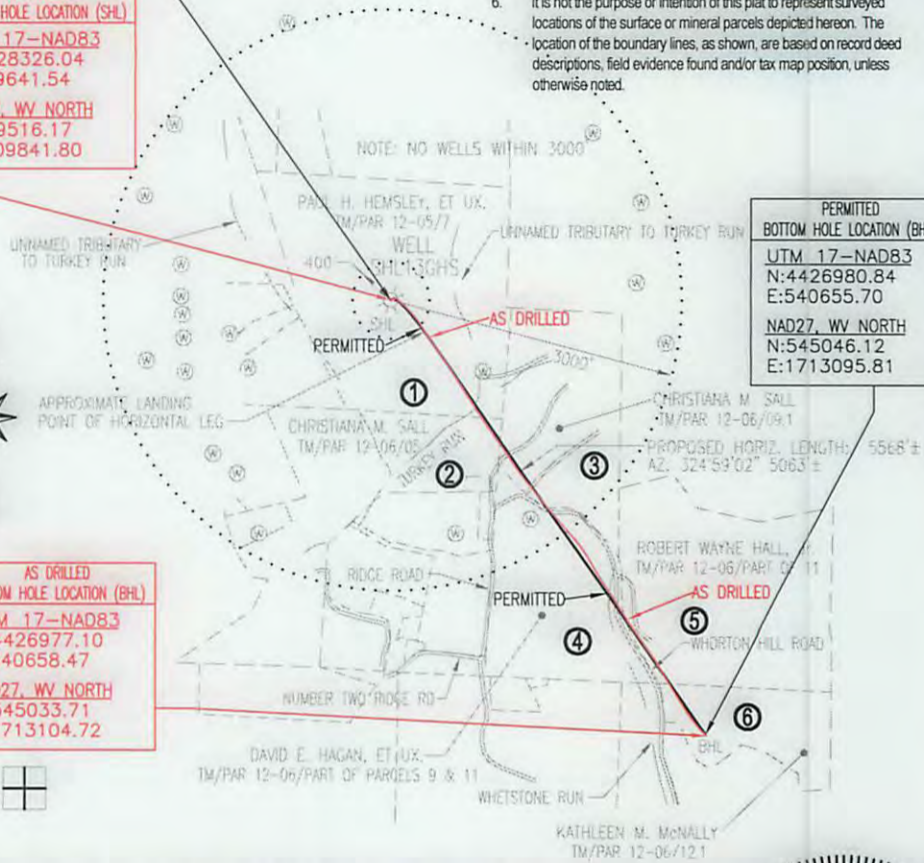 HOLE LOCATION (SHL)
17-NAD83
28326.04
9641.54
WV NORTH
9516.17
09841.80
6. It is not the purpose or intention of this plat to represent surveyed
locations of the surface or mineral parcels depicted hereon. The
location of the boundary lines, as shown, are based on record deed
descriptions, field evidence found and/or tax map position, unless
otherwise noted.
NOTE: NO WELLS WITHIN 3000'
PAUL H. HEMSLEY, ET UX.
TM/PAR 12-05/7
WELL
SHL13GHS
UNNAMED TRIBUTARY
TO TURKEY RUN
UNNAMED TRIBUTARY TO TURKEY RUN
400'
SHL
PERMITTED
AS DRILLED
3000'
PERMITTED
BOTTOM HOLE LOCATION (BH
UTM 17-NAD83
N:4426980.84
E:540655.70
NAD27, WV NORTH
N:545046.12
E:1713095.81
APPROXIMATE LANDING
POINT OF HORIZONTAL LEG
1
CHRISTIANA M. SALL
TM/PAR 12-06/05
TURKEY RUN
2
3
CHRISTIANA M. SALL
TM/PAR 12-06/09.1
PROPOSED HORIZ. LENGTH: 5568'±
AZ. 324°59'02" 5063'±
ROBERT WAYNE HALL, Jr.
TM/PAR 12-06/PART OF 11
RIDGE ROAD
PERMITTED
AS DRILLED
4
5
WHORTON HILL ROAD
AS DRILLED
OM HOLE LOCATION (BHL)
M 17-NAD83
426977.10
40658.47
27, WV NORTH
545033.71
713104.72
NUMBER TWO RIDGE RD
6
BHL
DAVID E. HAGAN, ET UX.
TM/PAR 12-06/PART OF PARCELS 9 & 11
WHETSTONE RUN
KATHLEEN M. McNALLY
TM/PAR 12-06/12.1